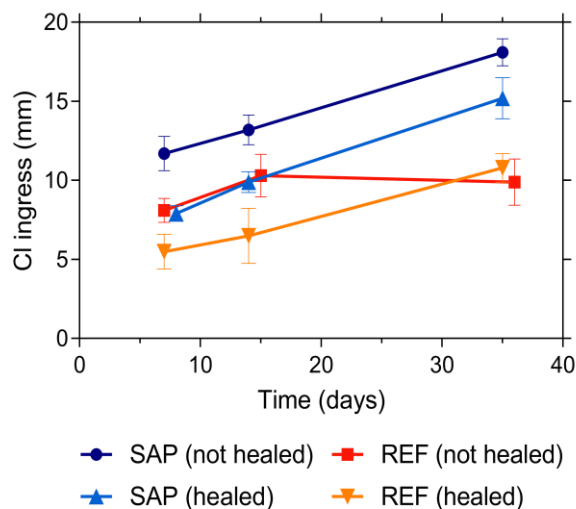 20
15
10
5
0
Cl ingress (mm)
0 10 20 30 40
Time (days)
SAP (not healed) REF (not healed)
SAP (healed) REF (healed)